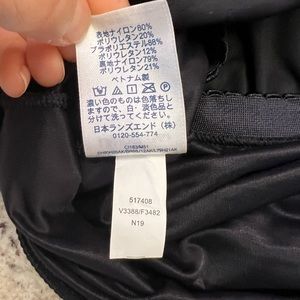 表地ナイロン80%
ポリウレタン20%
ブラポリエステル88%
ポリウレタン12%
裏地ナイロン79%
ポリウレタン21%
ベトナム製
濃い色のものは色落ち
しますので、白・淡色品
と分けて洗ってください
日本ランズエンド(株)
0120-554-774
517408
V3388/F3482
N19